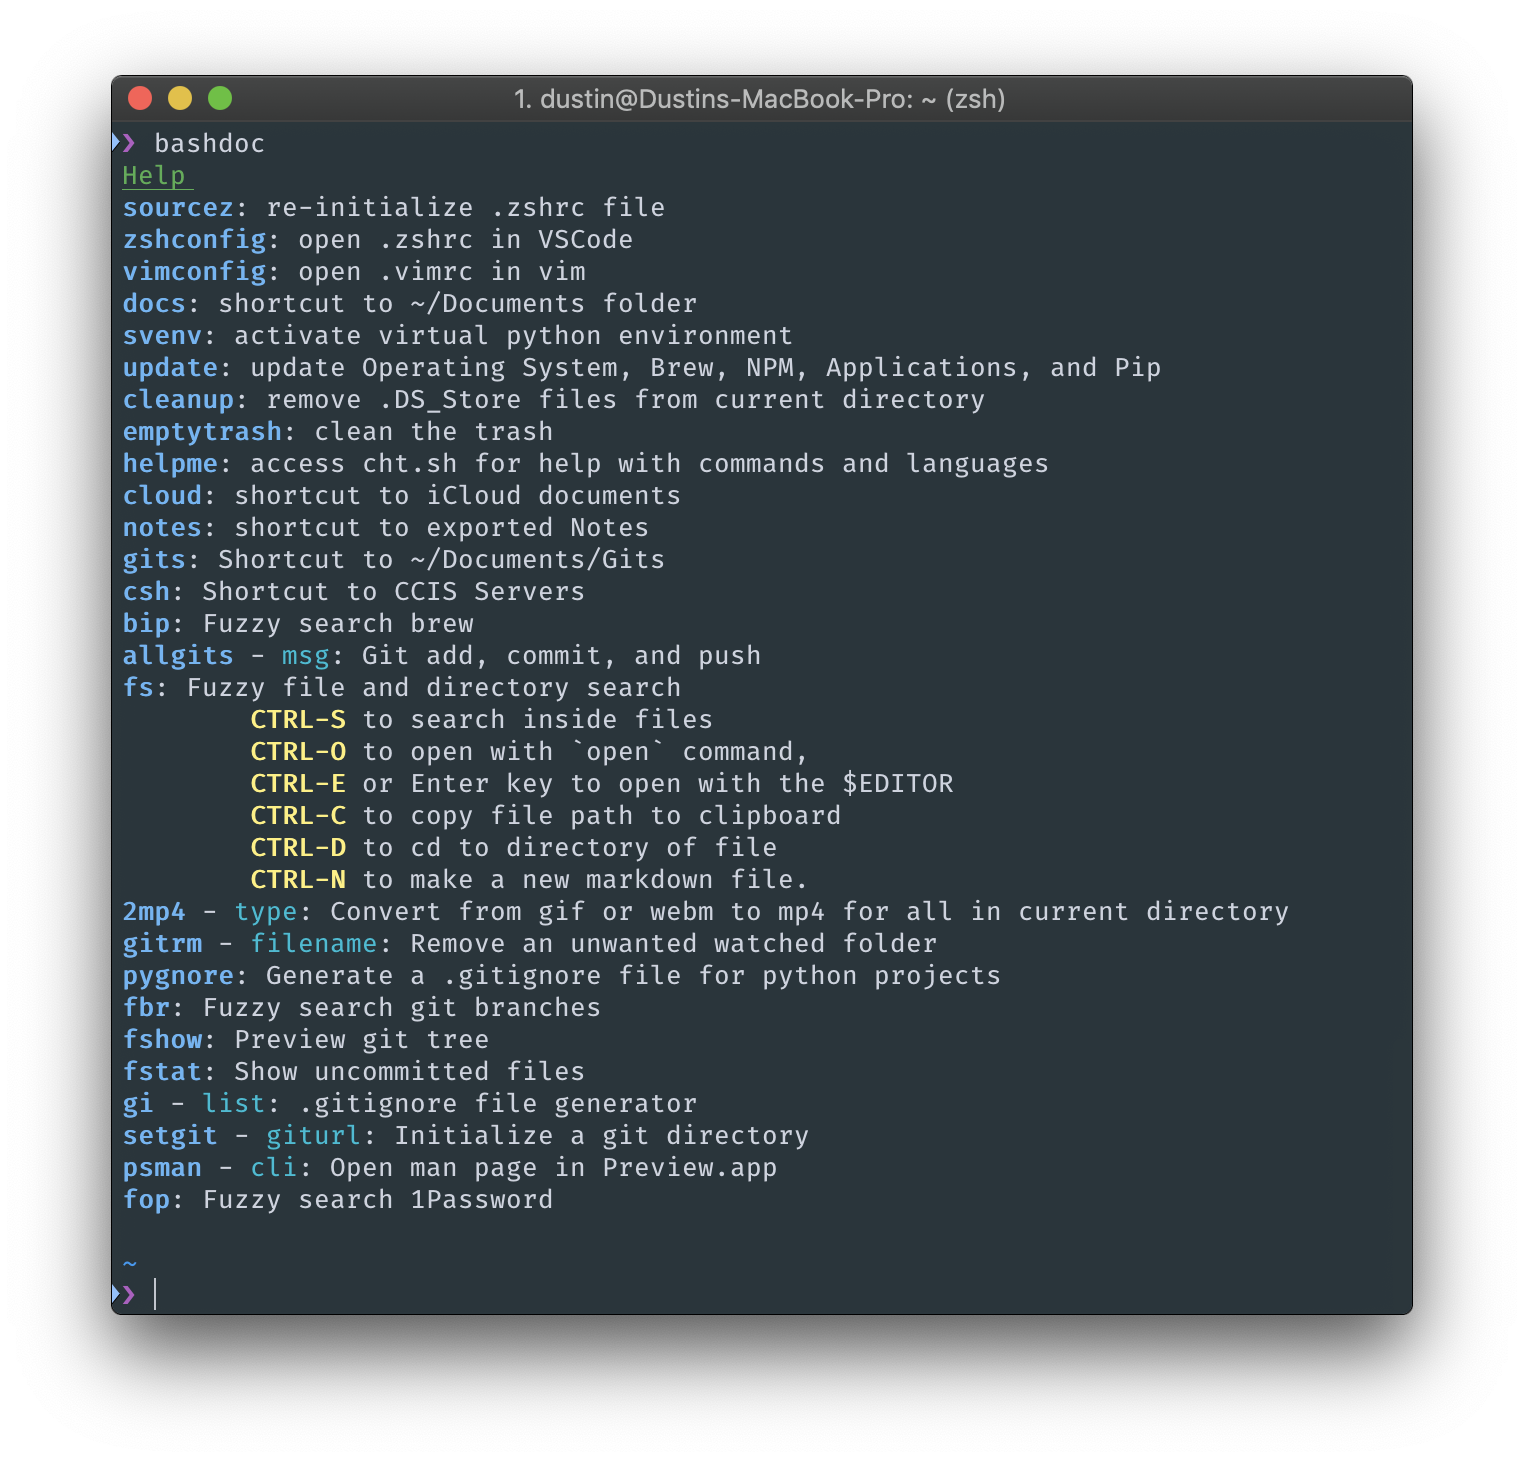 1. dustin@Dustins-MacBook-Pro: ~ (zsh)
❯ bashdoc
Help
sourcez: re-initialize .zshrc file
zshconfig: open .zshrc in VSCode
vimconfig: open .vimrc in vim
docs: shortcut to ~/Documents folder
svenv: activate virtual python environment
update: update Operating System, Brew, NPM, Applications, and Pip
cleanup: remove .DS_Store files from current directory
emptytrash: clean the trash
helpme: access cht.sh for help with commands and languages
cloud: shortcut to iCloud documents
notes: shortcut to exported Notes
gits: Shortcut to ~/Documents/Gits
csh: Shortcut to CCIS Servers
bip: Fuzzy search brew
allgits - msg: Git add, commit, and push
fs: Fuzzy file and directory search
CTRL-S to search inside files
CTRL-O to open with `open` command,
CTRL-E or Enter key to open with the $EDITOR
CTRL-C to copy file path to clipboard
CTRL-D to cd to directory of file
CTRL-N to make a new markdown file.
2mp4 - type: Convert from gif or webm to mp4 for all in current directory
gitrm - filename: Remove an unwanted watched folder
pygnore: Generate a .gitignore file for python projects
fbr: Fuzzy search git branches
fshow: Preview git tree
fstat: Show uncommitted files
gi - list: .gitignore file generator
setgit - giturl: Initialize a git directory
psman - cli: Open man page in Preview.app
fop: Fuzzy search 1Password
~
❯